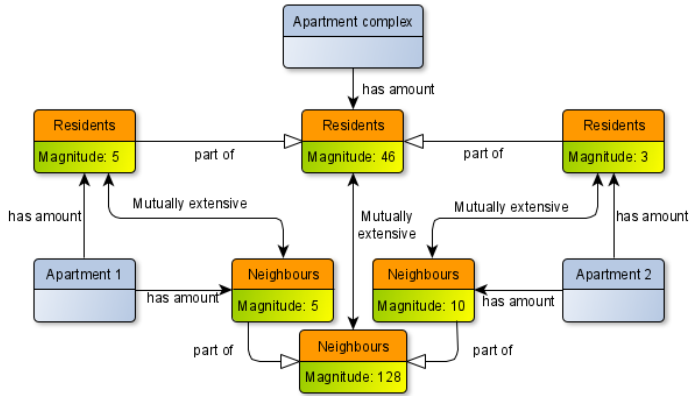 Apartment complex
has amount
Residents
Magnitude: 5
part of
Residents
Magnitude: 46
part of
Residents
Magnitude: 3
has amount
Mutually extensive
Mutually
extensive
Mutually extensive
has amount
Apartment 1
has amount
Neighbours
Magnitude: 5
Neighbours
Magnitude: 10
has amount
Apartment 2
part of
Neighbours
Magnitude: 128
part of